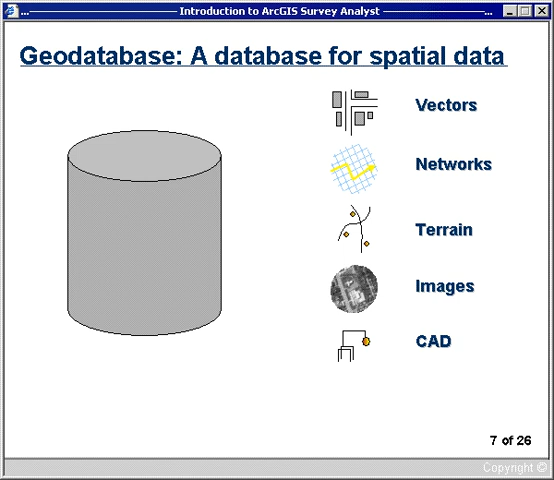 Introduction to ArcGIS Survey Analyst
Geodatabase: A database for spatial data
Vectors
Networks
Terrain
Images
CAD
7 of 26
Copyright ©